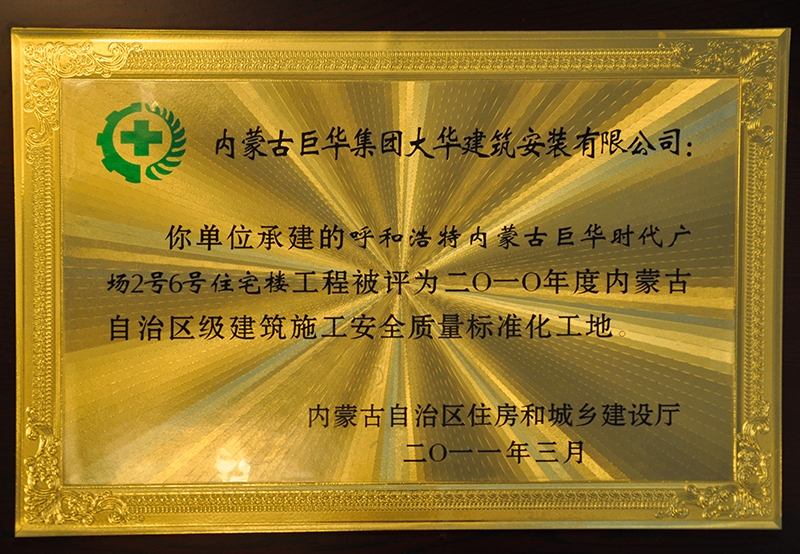 内蒙古巨华集团大华建筑安装有限公司：
你单位承建的呼和浩特内蒙古巨华时代广
场2号6号住宅楼工程被评为二〇一〇年度内蒙古
自治区级建筑施工安全质量标准化工地。
内蒙古自治区住房和城乡建设厅
二〇一一年三月